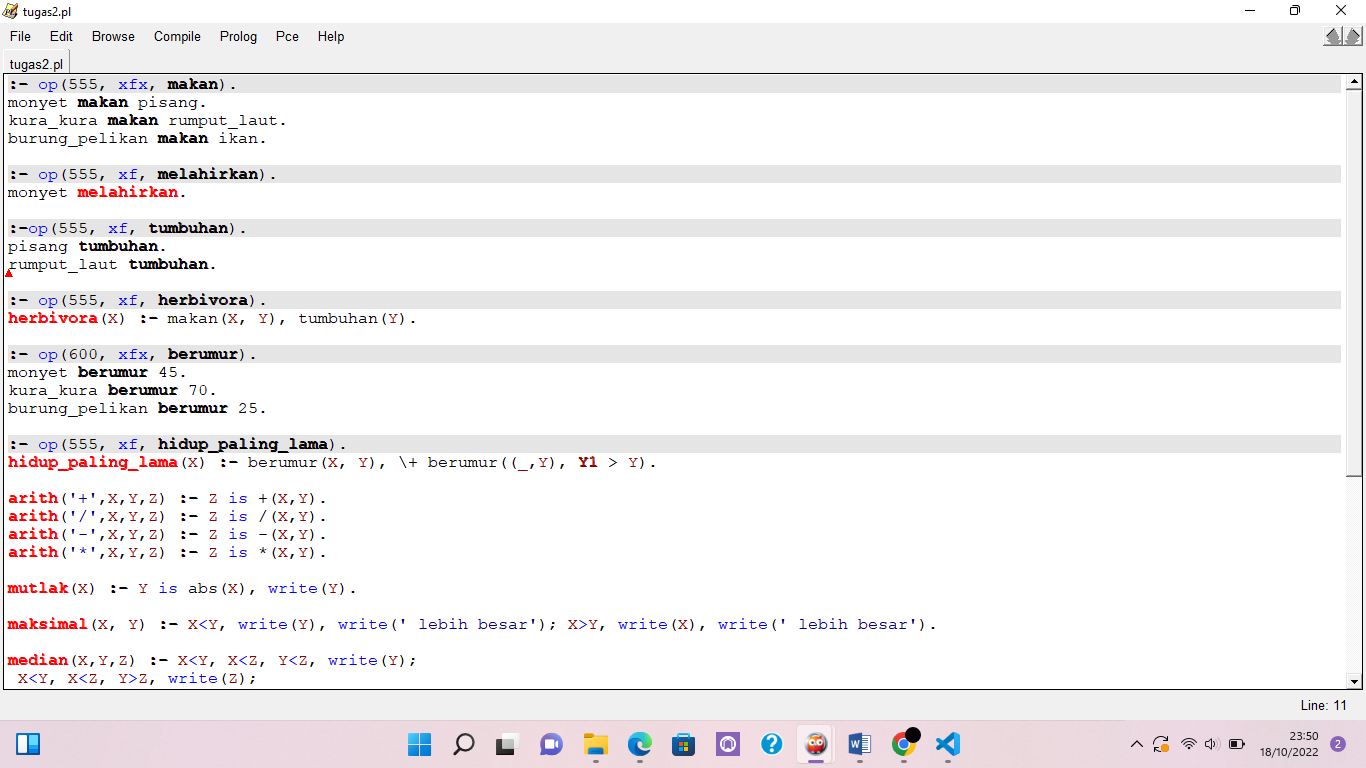 tugas2.pl
File Edit Browse Compile Prolog Pce Help
tugas2.pl
:- op(555, xfx, makan).
monyet makan pisang.
kura_kura makan rumput_laut.
burung_pelikan makan ikan.
:- op(555, xf, melahirkan).
monyet melahirkan.
:-op(555, xf, tumbuhan).
pisang tumbuhan.
rumput_laut tumbuhan.
:- op(555, xf, herbivora).
herbivora(X) :- makan(X, Y), tumbuhan(Y).
:- op(600, xfx, berumur).
monyet berumur 45.
kura_kura berumur 70.
burung_pelikan berumur 25.
:- op(555, xf, hidup_paling_lama).
hidup_paling_lama(X) :- berumur(X, Y), \+ berumur((_,Y), Y1 > Y).
arith('+',X,Y,Z) :- Z is +(X,Y).
arith('/',X,Y,Z) :- Z is /(X,Y).
arith('-',X,Y,Z) :- Z is -(X,Y).
arith('*',X,Y,Z) :- Z is *(X,Y).
mutlak(X) :- Y is abs(X), write(Y).
maksimal(X, Y) :- X<Y, write(Y), write(' lebih besar'); X>Y, write(X), write(' lebih besar').
median(X,Y,Z) :- X<Y, X<Z, Y<Z, write(Y);
X<Y, X<Z, Y>Z, write(Z);
Line: 11
23:50
18/10/2022
2